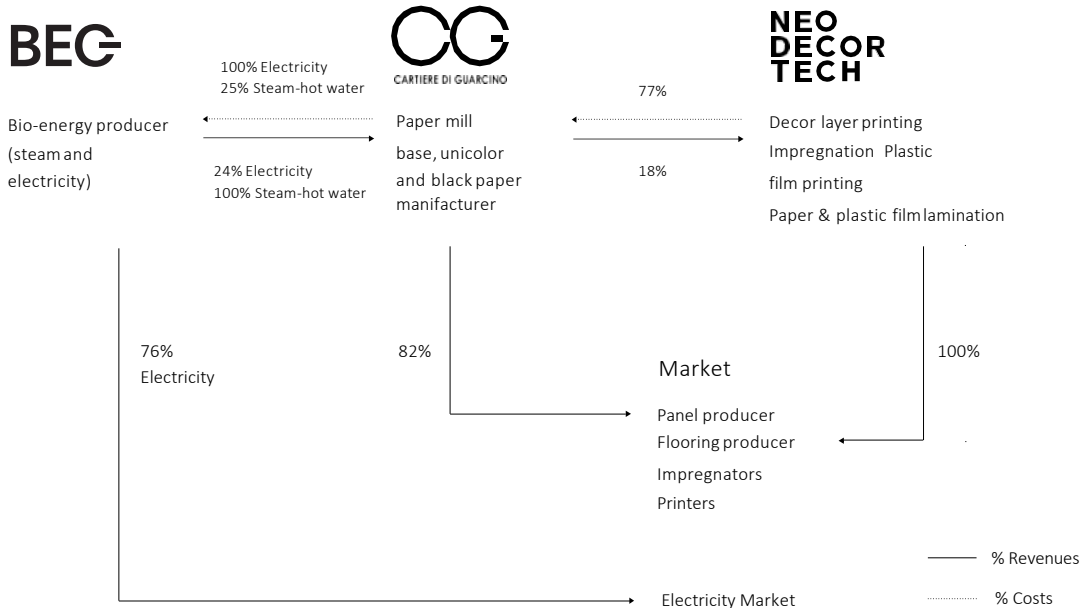 BEG
CG
CARTIERE DI GUARCINO
NEO
DECOR
TECH
100% Electricity
25% Steam-hot water
77%
Bio-energy producer
(steam and
electricity)
24% Electricity
100% Steam-hot water
Paper mill
base, unicolor
and black paper
manifacturer
18%
Decor layer printing
Impregnation Plastic
film printing
Paper & plastic film lamination
76%
Electricity
82%
100%
Market
Panel producer
Flooring producer
Impregnators
Printers
Electricity Market
% Revenues
% Costs